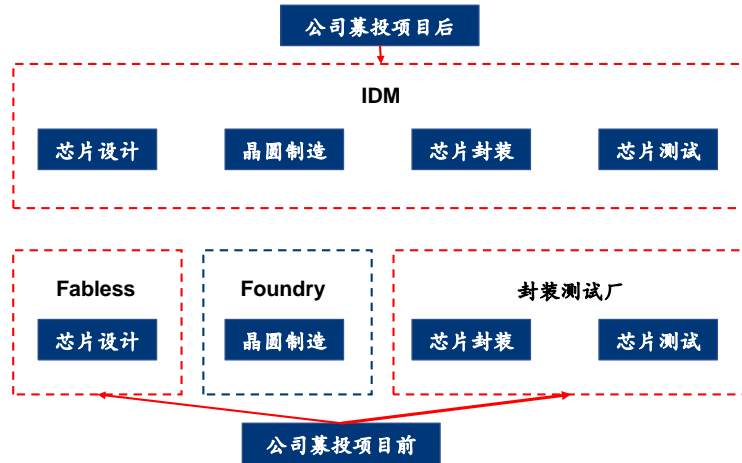 公司募投项目后
IDM
芯片设计
晶圆制造
芯片封装
芯片测试
Fabless
Foundry
封装测试厂
芯片设计
晶圆制造
芯片封装
芯片测试
公司募投项目前